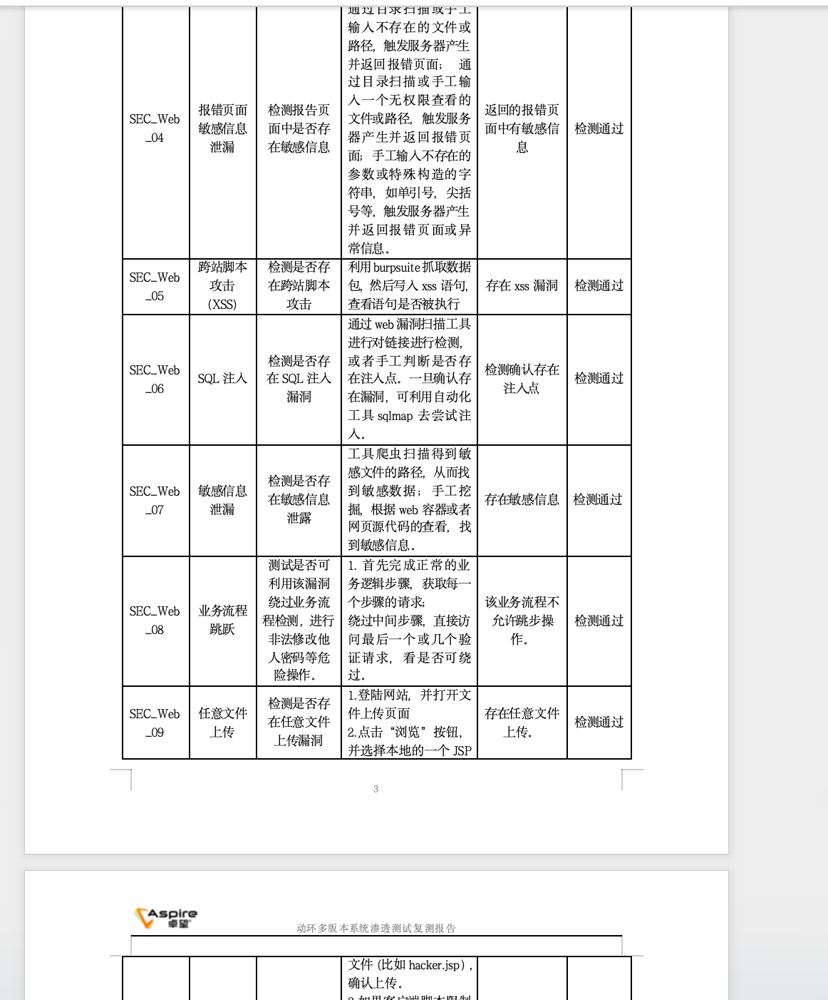 通过目录扫描或手工
输入不存在的文件或
路径，触发服务器产生
并返回报错页面； 通
过目录扫描或手工输
入一个无权限查看的
文件或路径，触发服务
器产生并返回报错页
面；手工输入不存在的
参数或特殊构造的字
符串，如单引号，尖括
号等，触发服务器产生
并返回报错页面或异
常信息。
SEC_Web
_04
报错页面
敏感信息
泄漏
检测报告页
面中是否存
在敏感信息
返回的报错页
面中有敏感信
息
检测通过
SEC_Web
_05
跨站脚本
攻击
(XSS)
检测是否存
在跨站脚本
攻击
利用 burpsuite 抓取数据
包，然后写入 xss 语句，
查看语句是否被执行
存在 xss 漏洞
检测通过
SEC_Web
_06
SQL 注入
检测是否存
在 SQL 注入
漏洞
通过 web 漏洞扫描工具
进行对链接进行检测，
或者手工判断是否存
在注入点。一旦确认存
在漏洞，可利用自动化
工具 sqlmap 去尝试注
入。
检测确认存在
注入点
检测通过
SEC_Web
_07
敏感信息
泄漏
检测是否存
在敏感信息
泄露
工具爬虫扫描得到敏
感文件的路径，从而找
到敏感数据；手工挖
掘，根据 web 容器或者
网页源代码的查看，找
到敏感信息。
存在敏感信息
检测通过
SEC_Web
_08
业务流程
跳跃
测试是否可
利用该漏洞
绕过业务流
程检测，进行
非法修改他
人密码等危
险操作。
1. 首先完成正常的业
务逻辑步骤，获取每一
个步骤的请求;
绕过中间步骤，直接访
问最后一个或几个验
证请求，看是否可绕
过。
该业务流程不
允许跳步操
作。
检测通过
SEC_Web
_09
任意文件
上传
检测是否存
在任意文件
上传漏洞
1.登陆网站，并打开文
件上传页面
2.点击“浏览”按钮，
并选择本地的一个 JSP
存在任意文件
上传。
检测通过
3
Aspire
卓望
动环多版本系统渗透测试复测报告
文件 (比如 hacker.jsp)，
确认上传。
3.如果客户端脚本限制